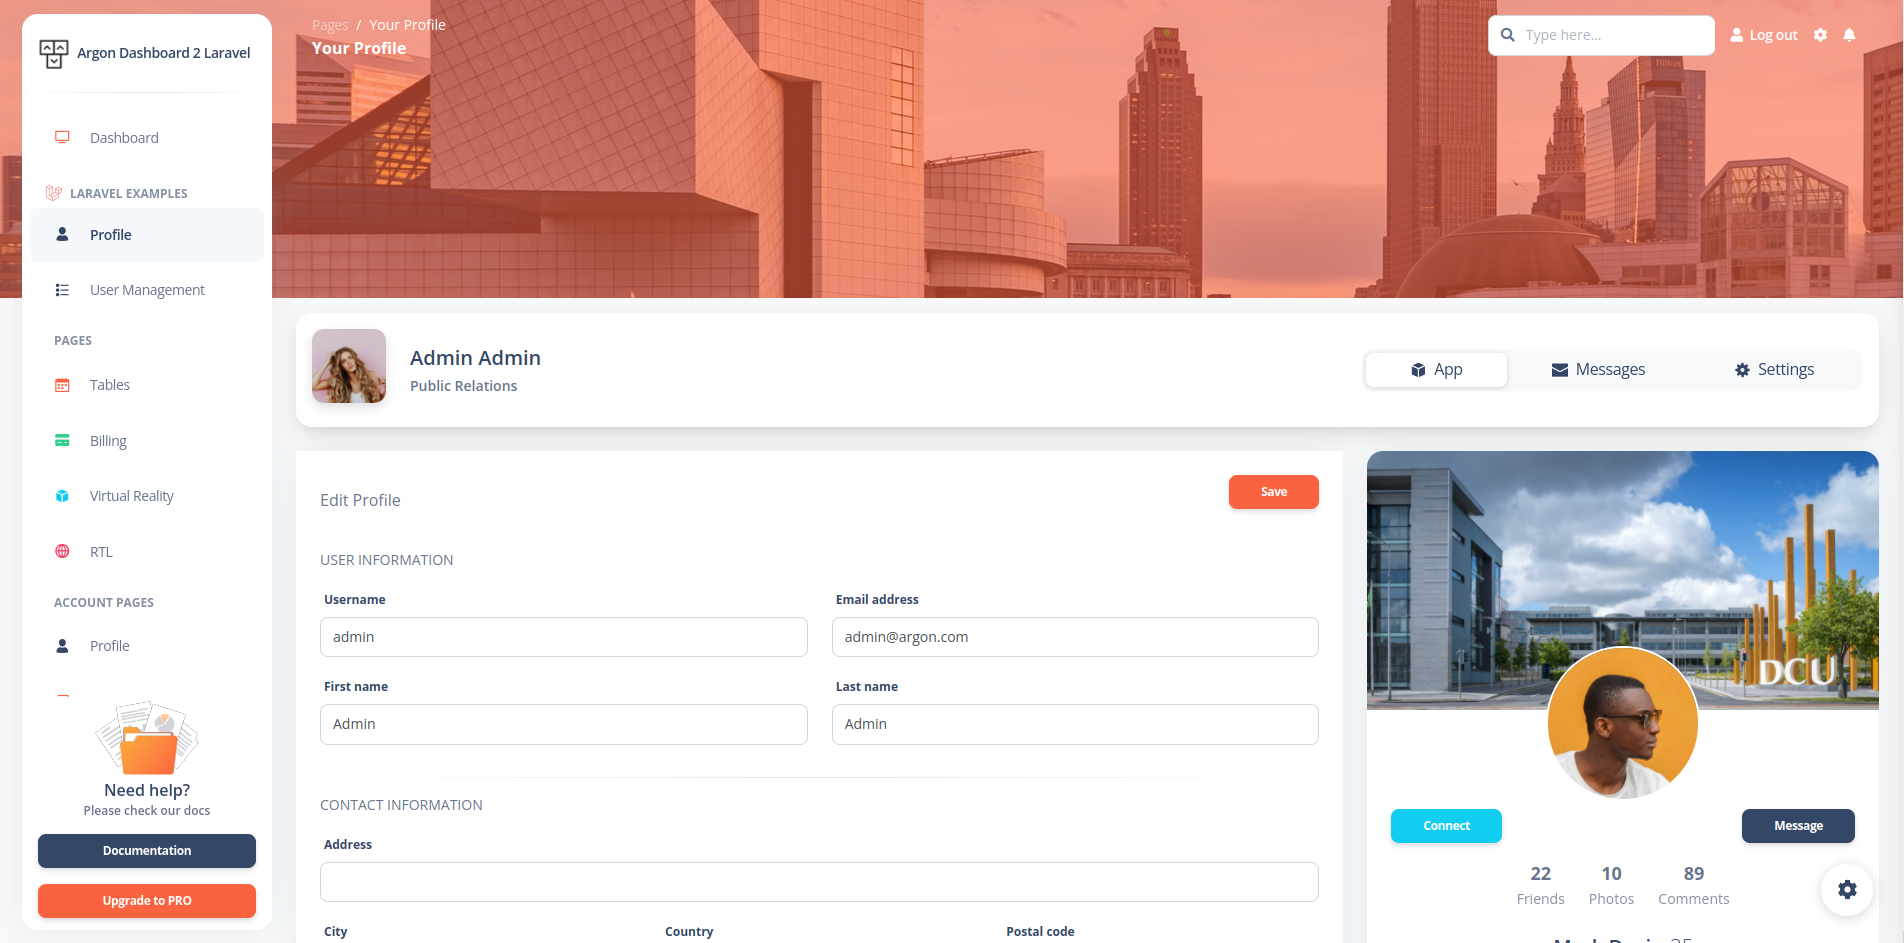 Argon Dashboard 2 Laravel
Dashboard
LARAVEL EXAMPLES
Profile
User Management
PAGES
Tables
Billing
Virtual Reality
RTL
ACCOUNT PAGES
Profile
Need help?
Please check our docs
Documentation
Upgrade to PRO
Pages / Your Profile
Your Profile
Type here...
Log out
Hilton
Admin Admin
Public Relations
App
Messages
Settings
Edit Profile
Save
USER INFORMATION
Username
Email address
admin
admin@argon.com
First name
Last name
Admin
Admin
CONTACT INFORMATION
Address
City
Country
Postal code
DCU
Connect
Message
22
10
89
Friends
Photos
Comments